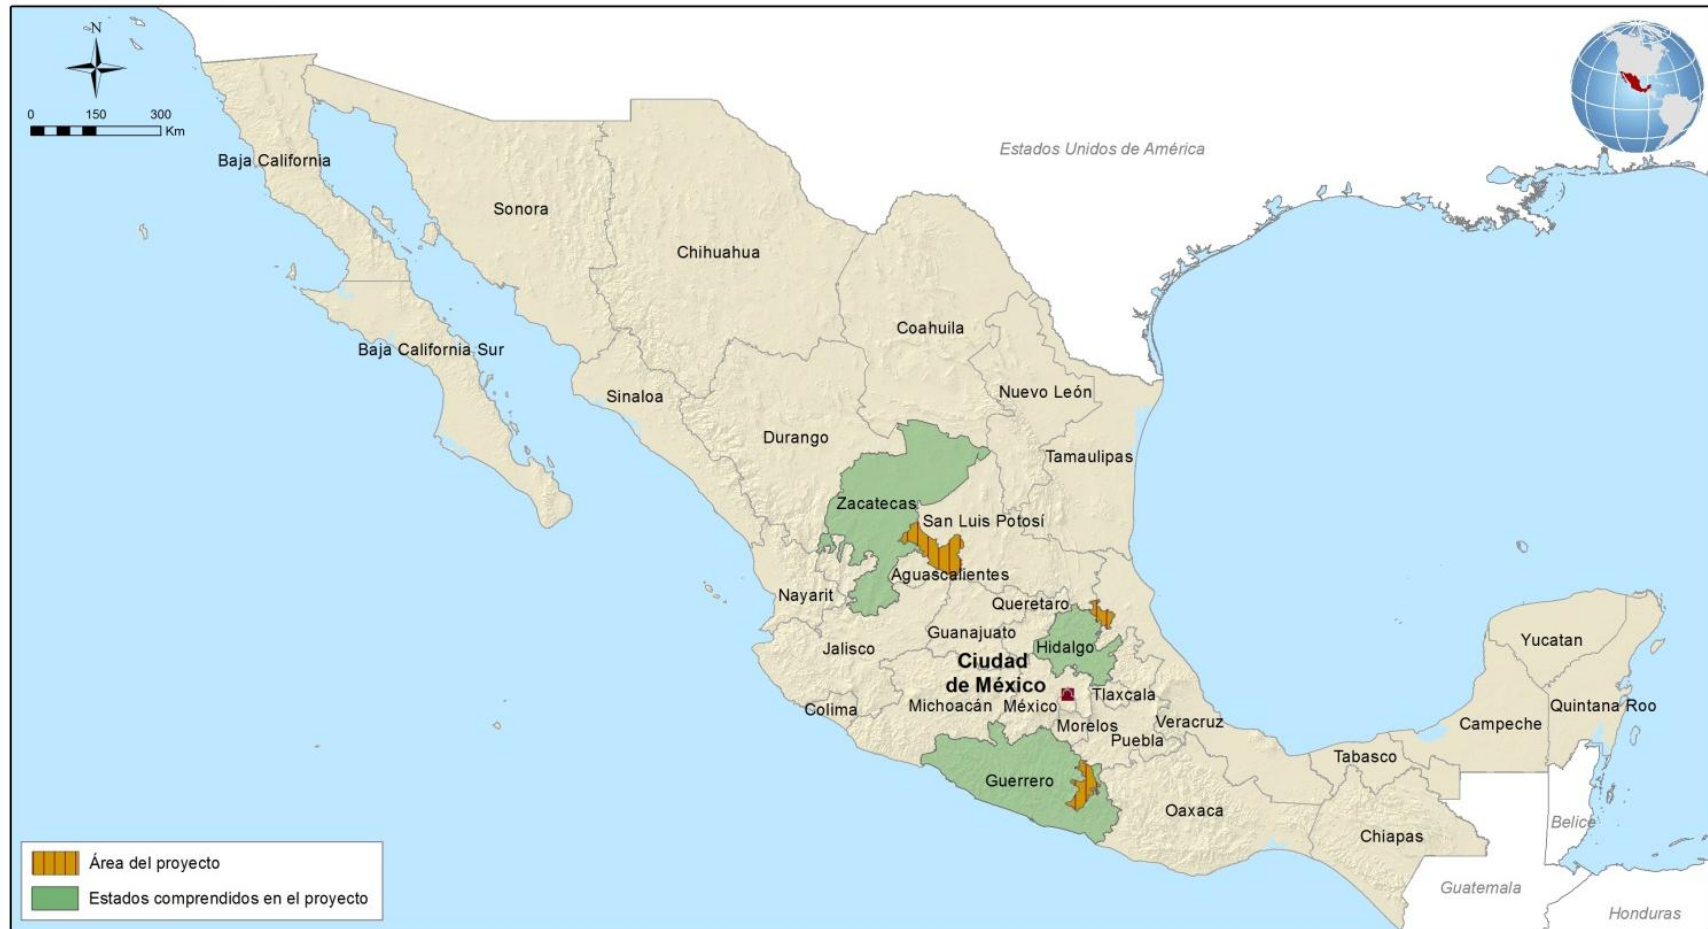 N
0 150 300
Km
Estados Unidos de América
Baja California
Sonora
Chihuahua
Coahuila
Baja California Sur
Nuevo León
Sinaloa
Durango
Tamaulipas
Zacatecas
San Luis Potosí
Aguascalientes
Nayarit
Queretaro
Guanajuato
Jalisco
Hidalgo
Ciudad
de México
Tlaxcala
Michoacán
México
Colima
Morelos
Veracruz
Puebla
Guerrero
Oaxaca
Yucatan
Quintana Roo
Campeche
Tabasco
Chiapas
Belice
Guatemala
Honduras
Área del proyecto
Estados comprendidos en el proyecto